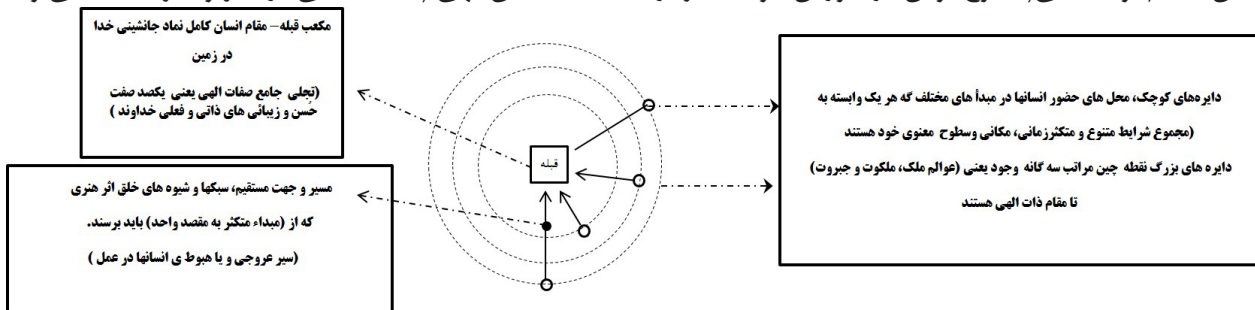 مکعب قبله – مقام انسان کامل نماد جانشینی خدا
در زمین
(تجلی جامع صفات الهی یعنی یکصد صفت
حُسن و زیبائی های ذاتی و فعلی خداوند )
دایره‌های کوچک، محل های حضور انسانها در مبدأ های مختلف که هر یک وابسته به
(مجموع شرایط متنوع و متکثرزمانی، مکانی وسطوح معنوی خود هستند
دایره های بزرگ نقطه چین مراتب سه گانه وجود یعنی (عوالم ملک، ملکوت و جبروت)
تا مقام ذات الهی هستند
قبله
مسیر و جهت مستقیم، سبکها و شیوه های خلق اثر هنری
که از (مبداء متکثر به مقصد واحد) باید برسند.
(سیر عروجی و یا هبوط ی انسانها در عمل )